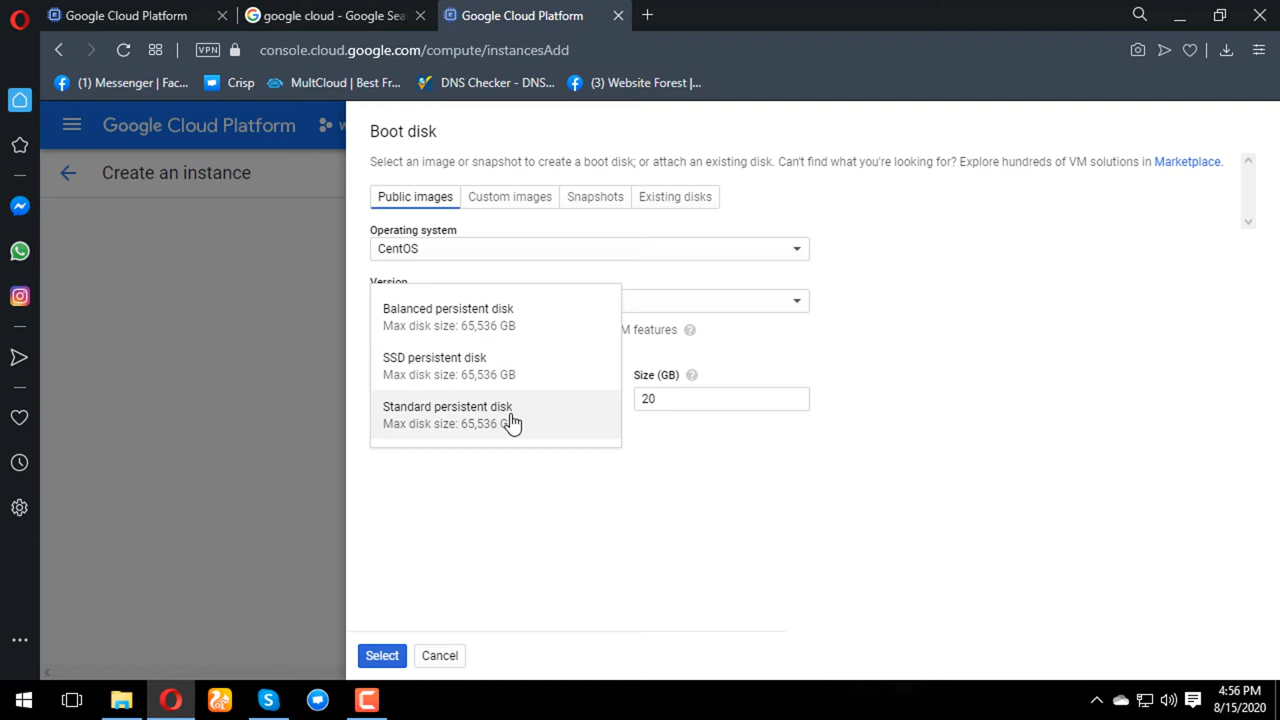 Google Cloud Platform
google cloud - Google Sea
Google Cloud Platform
VPN
console.cloud.google.com/compute/instancesAdd
(1) Messenger | Fac...
Crisp
MultCloud | Best Fr...
DNS Checker - DNS...
(3) Website Forest |...
Google Cloud Platform
Create an instance
Boot disk
Select an image or snapshot to create a boot disk; or attach an existing disk. Can't find what you're looking for? Explore hundreds of VM solutions in Marketplace.
Public images
Custom images
Snapshots
Existing disks
Operating system
CentOS
Version
Balanced persistent disk
Max disk size: 65,536 GB
M features
SSD persistent disk
Max disk size: 65,536 GB
Size (GB)
20
Standard persistent disk
Max disk size: 65,536 GB
Select
Cancel
4:56 PM
8/15/2020